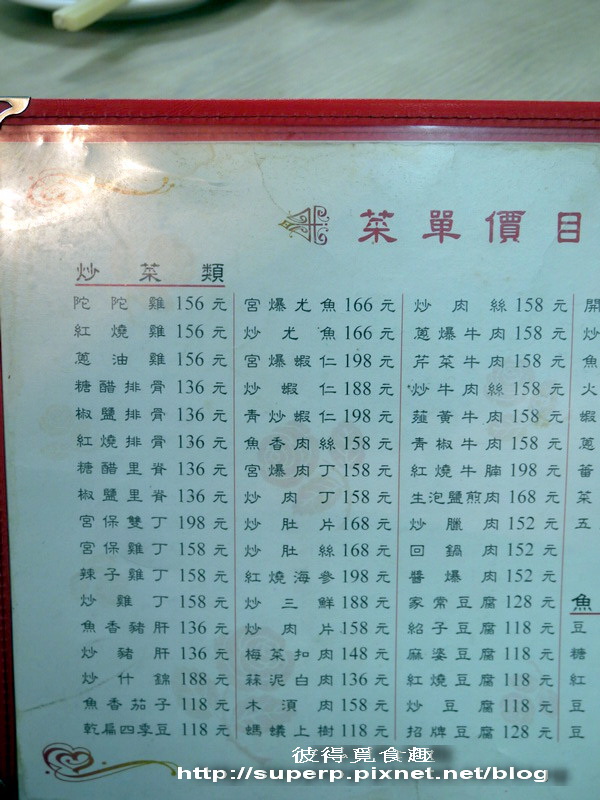 菜單價目
炒菜類
陀陀雞 156元
紅燒雞 156元
蔥油雞 156元
糖醋排骨 136元
椒鹽排骨 136元
紅燒排骨 136元
糖醋里脊 136元
椒鹽里脊 136元
宮保雙丁 198元
宮保雞丁 158元
辣子雞丁 158元
炒雞丁 158元
魚香豬肝 136元
炒豬肝 136元
炒什錦 188元
魚香茄子 118元
乾扁四季豆 118元
宮爆尤魚 166元
炒尤魚 166元
宮爆蝦仁 198元
炒蝦仁 188元
青炒蝦仁 198元
魚香肉絲 158元
宮爆肉丁 158元
炒肉丁 158元
炒肚片 168元
炒肚絲 168元
紅燒海參 198元
炒三鮮 188元
炒肉片 158元
梅菜扣肉 148元
蒜泥白肉 136元
木須肉 158元
螞蟻上樹 118元
炒肉絲 158元
蔥爆牛肉 158元
芹菜牛肉 158元
炒牛肉絲 158元
韮黃牛肉 158元
青椒牛肉 158元
紅燒牛腩 198元
生泡鹽煎肉 168元
炒臘肉 152元
回鍋肉 152元
醬爆肉 152元
家常豆腐 128元
紹子豆腐 118元
麻婆豆腐 118元
紅燒豆腐 118元
炒豆腐 118元
招牌豆腐 128元
開
炒
魚
火
蝦
蔥
蕃
菜
五
魚
豆
糖
紅
豆
豆
彼得覓食趣
http://superp.pixnet.net/blog